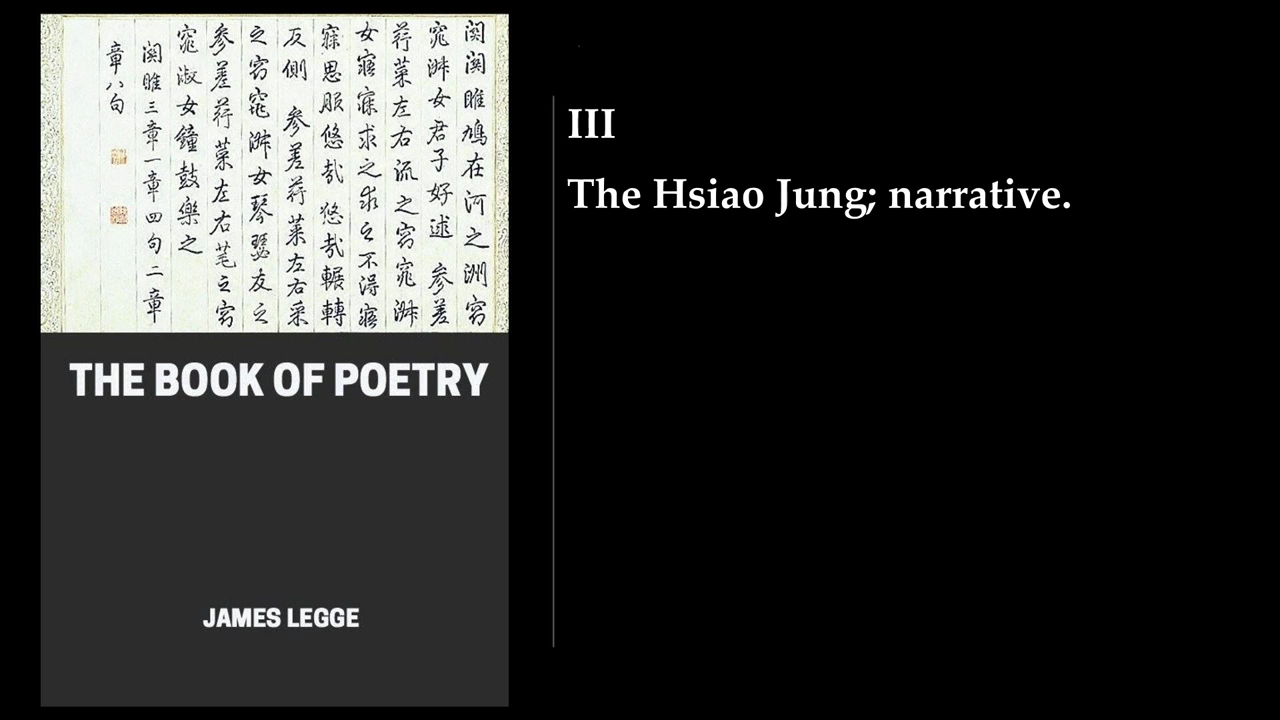 關關雎鳩在河之洲窈
窕淑女君子好逑 參差
荇菜左右流之窈窕淑
女寤寐求之求之不得寤
寐思服悠哉悠哉輾轉
反側 參差荇菜左右采
之窈窕淑女琴瑟友之
參差荇菜左右芼之窈
窕淑女鐘鼓樂之
關雎三章一章四句二章
章八句
THE BOOK OF POETRY
JAMES LEGGE
III
The Hsiao Jung; narrative.